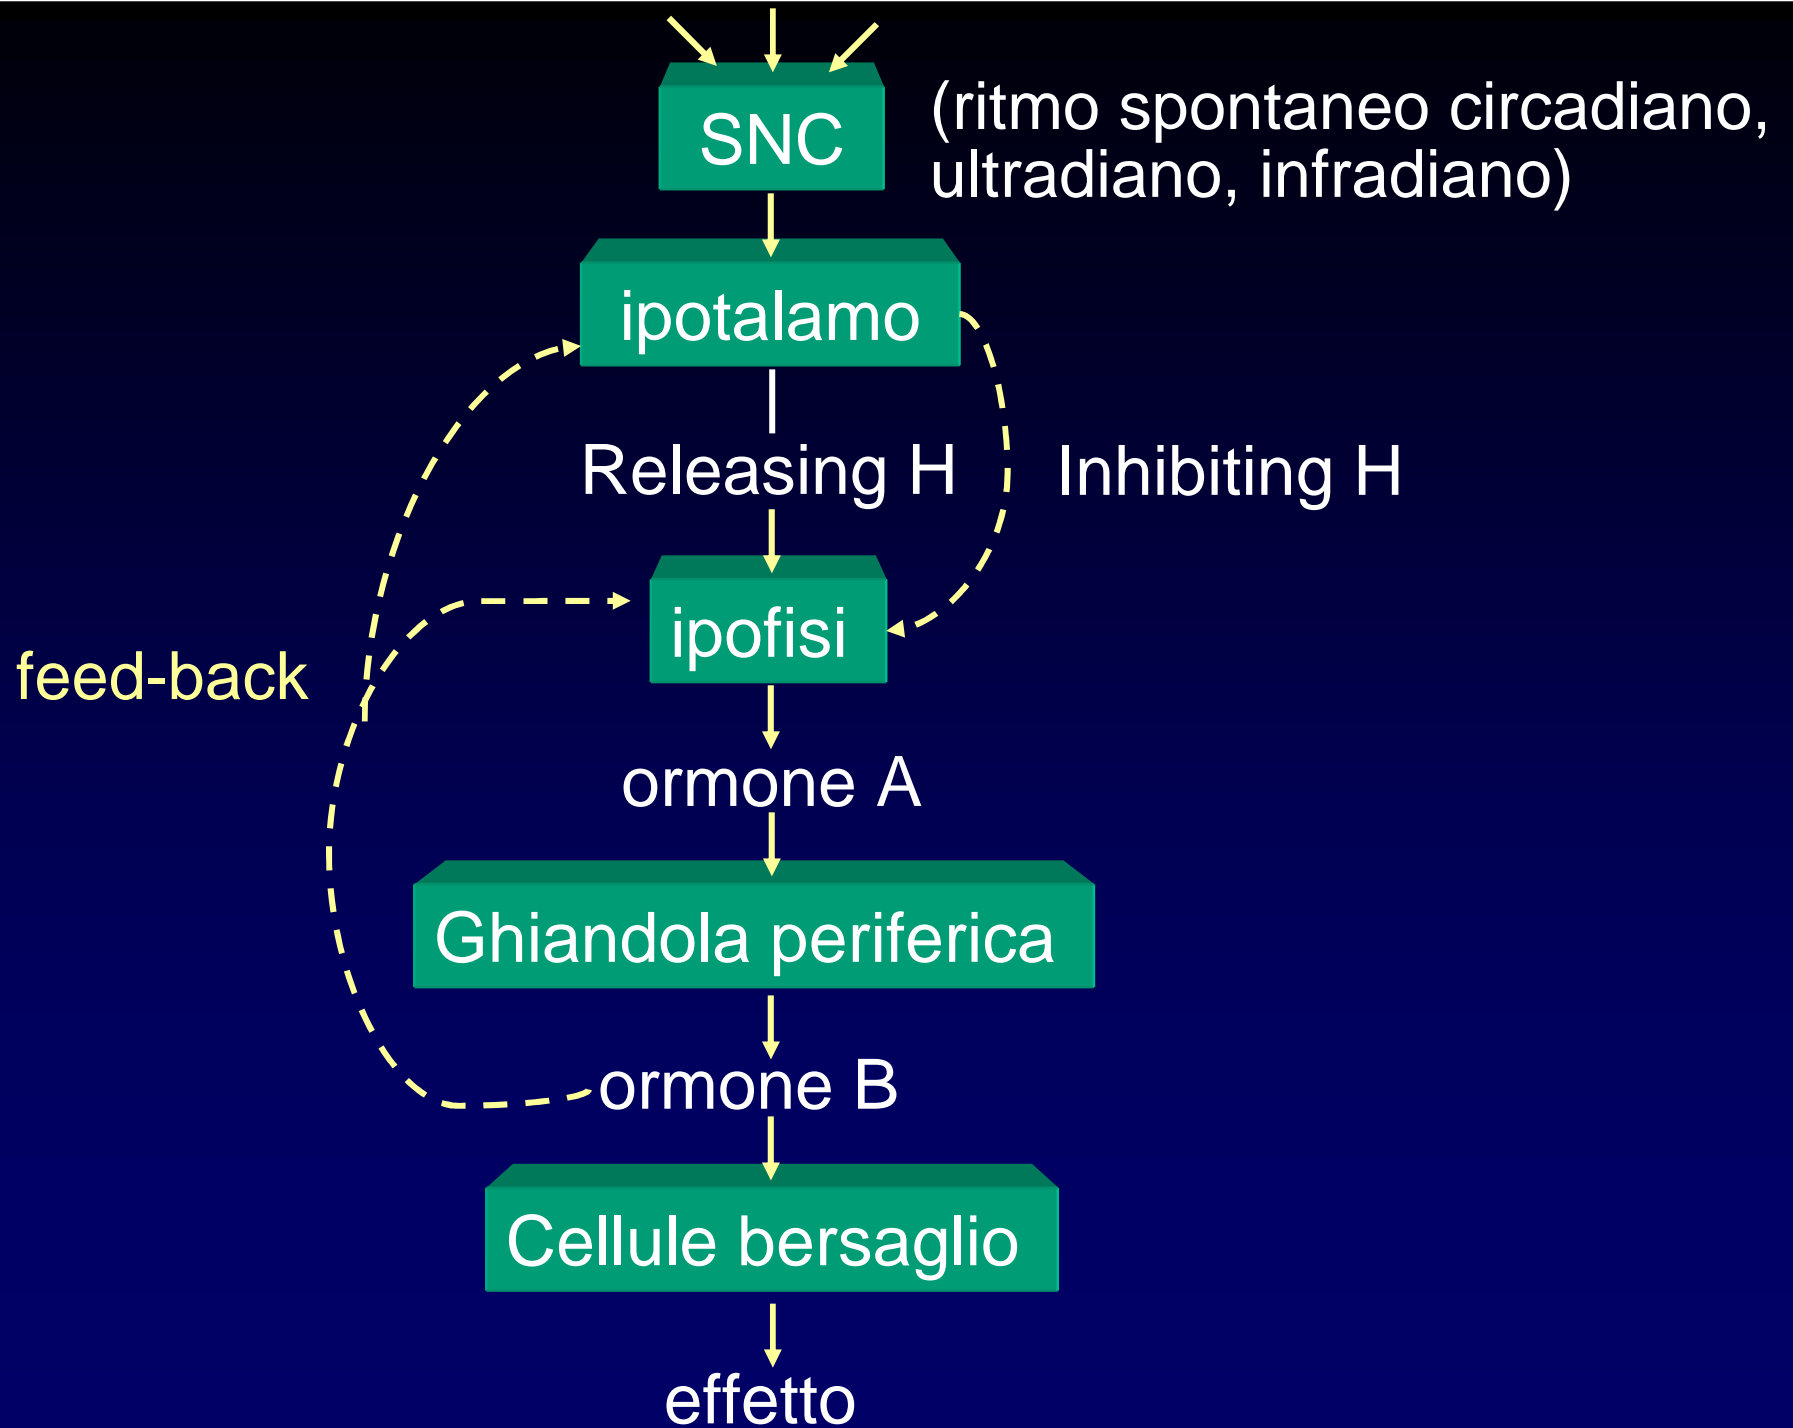 SNC
(ritmo spontaneo circadiano,
ultradiano, infradiano)
ipotalamo
Releasing H
Inhibiting H
ipofisi
feed-back
ormone A
Ghiandola periferica
ormone B
Cellule bersaglio
effetto